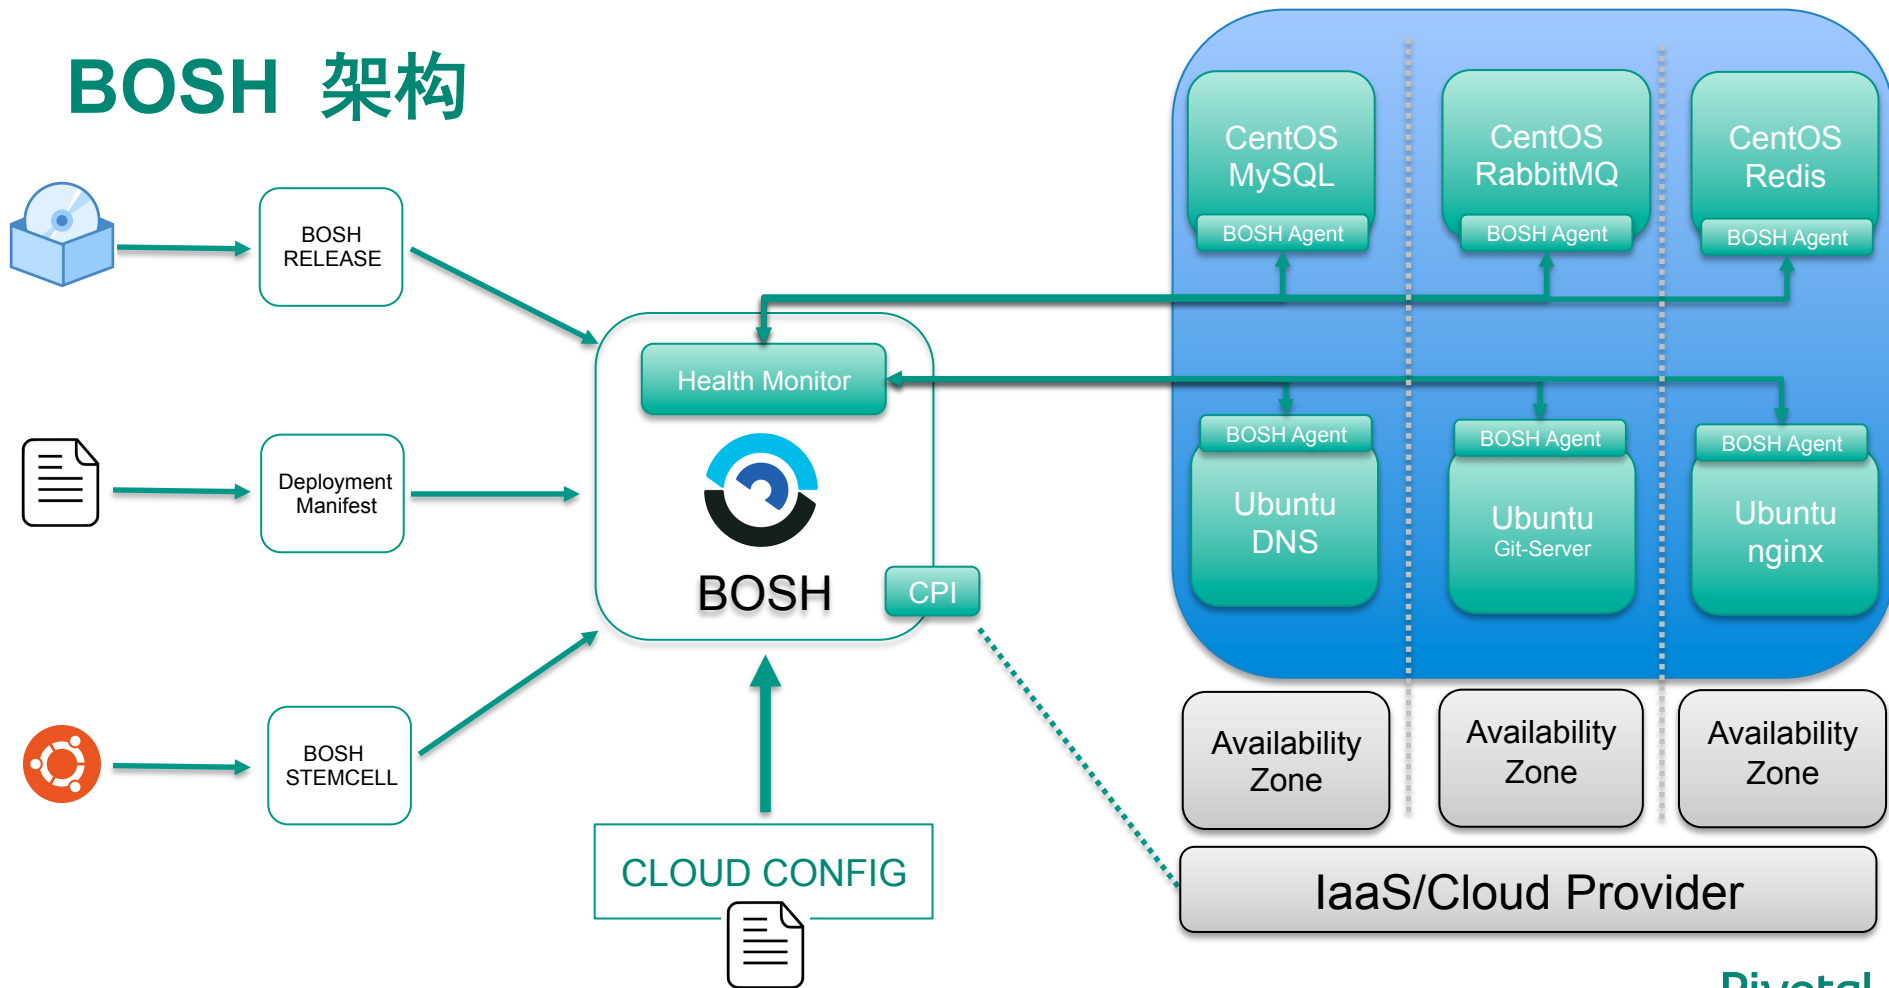 BOSH 架构
BOSH
RELEASE
Deployment
Manifest
BOSH
STEMCELL
Health Monitor
BOSH
CPI
CLOUD CONFIG
CentOS
MySQL
BOSH Agent
CentOS
RabbitMQ
BOSH Agent
CentOS
Redis
BOSH Agent
BOSH Agent
Ubuntu
DNS
BOSH Agent
Ubuntu
Git-Server
BOSH Agent
Ubuntu
nginx
Availability
Zone
Availability
Zone
Availability
Zone
IaaS/Cloud Provider
Pivotal